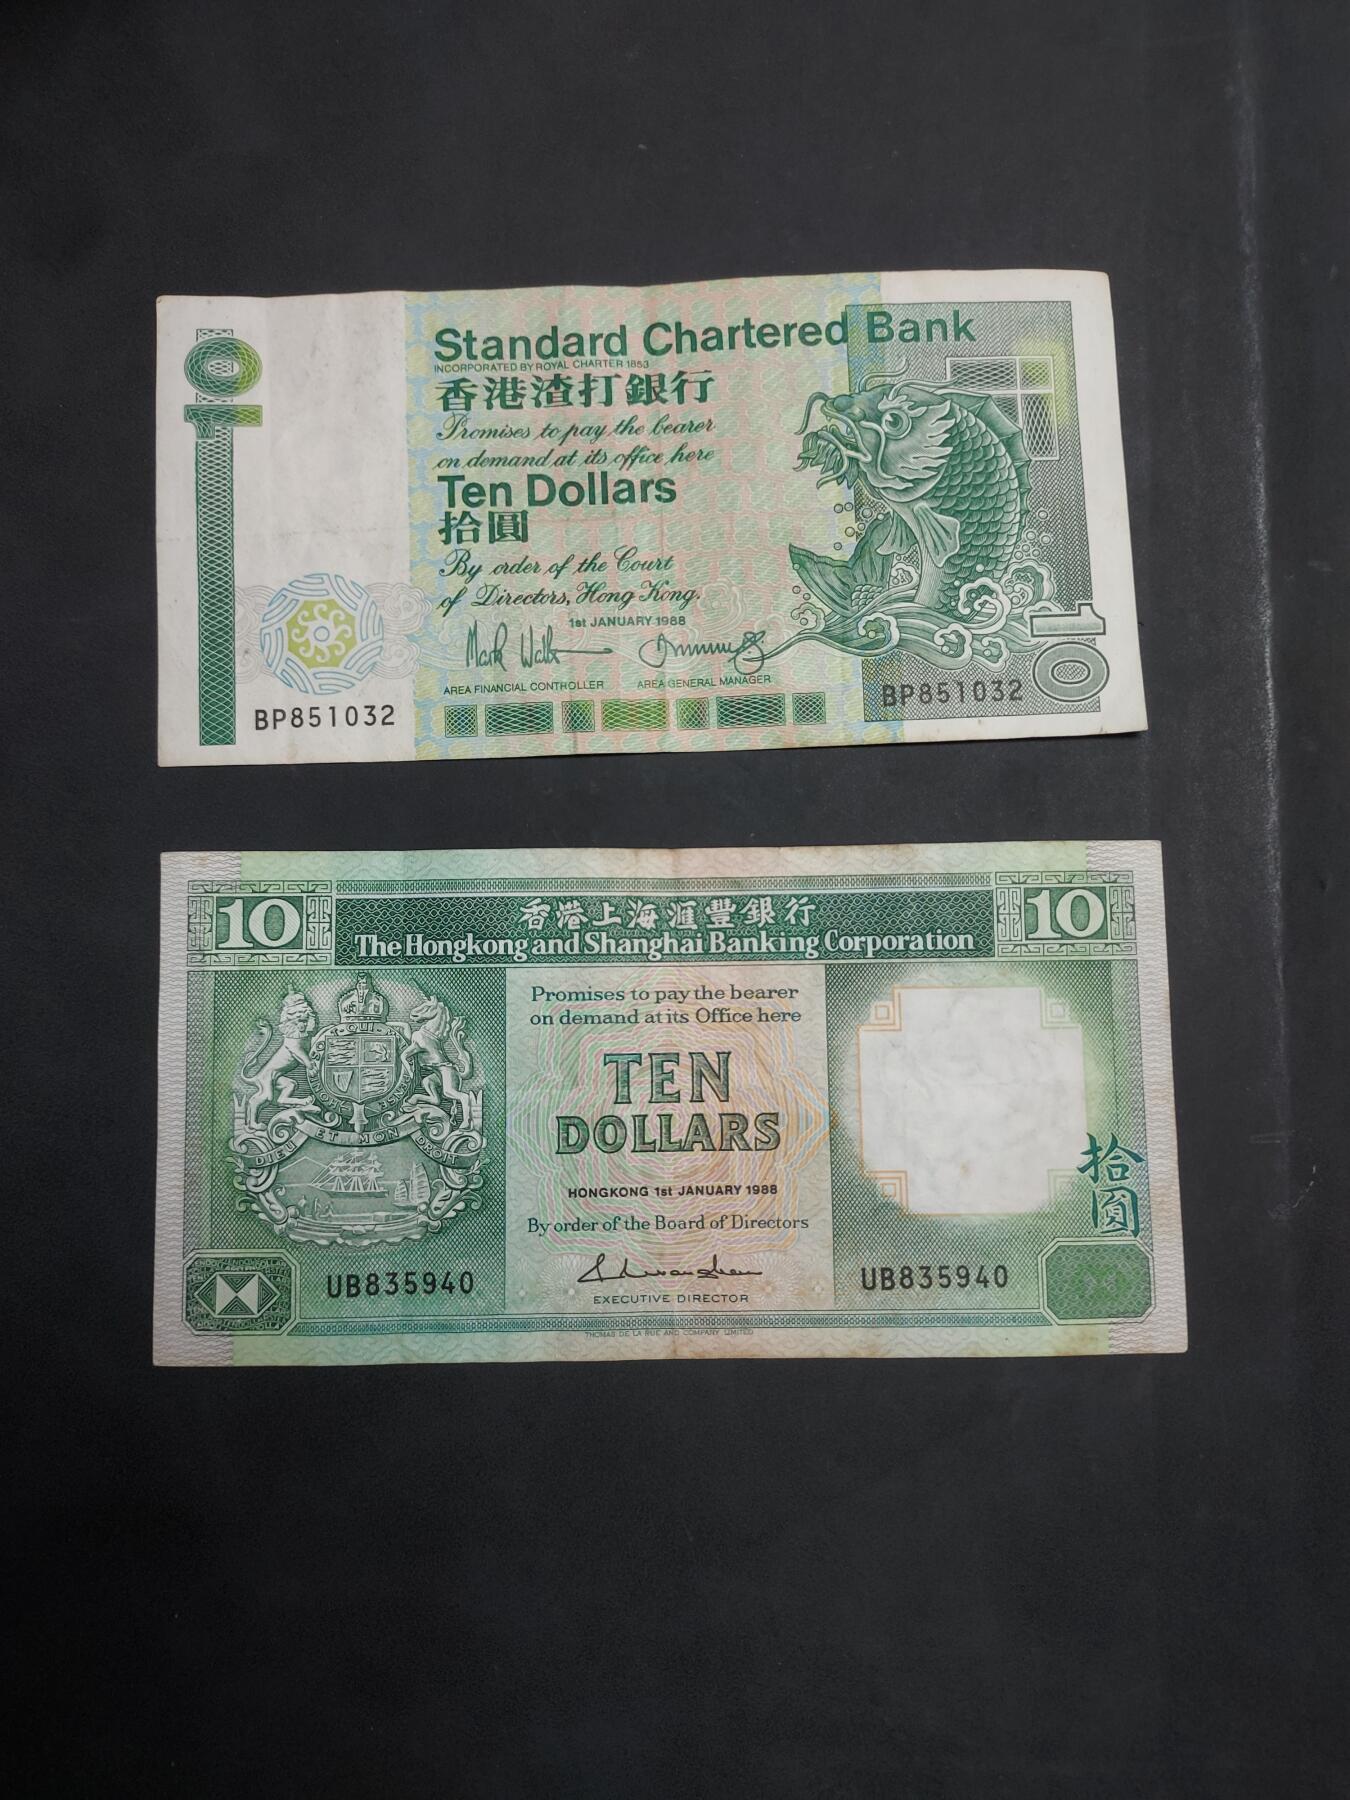 10
Standard Chartered Bank
INCORPORATED BY ROYAL CHARTER 1853
香港渣打銀行
Promises to pay the bearer
on demand at its office here
Ten Dollars
拾圓
By order of the Court
of Directors, Hong Kong.
1st JANUARY 1988
AREA FINANCIAL CONTROLLER AREA GENERAL MANAGER
BP851032
BP851032
10
10
香港上海滙豐銀行
10
The Hongkong and Shanghai Banking Corporation
Promises to pay the bearer
on demand at its Office here
TEN
DOLLARS
HONGKONG 1st JANUARY 1988
By order of the Board of Directors
DIEU ET MON DROIT
拾圓
UB835940
UB835940
EXECUTIVE DIRECTOR
THOMAS DE LA RUE AND COMPANY LIMITED